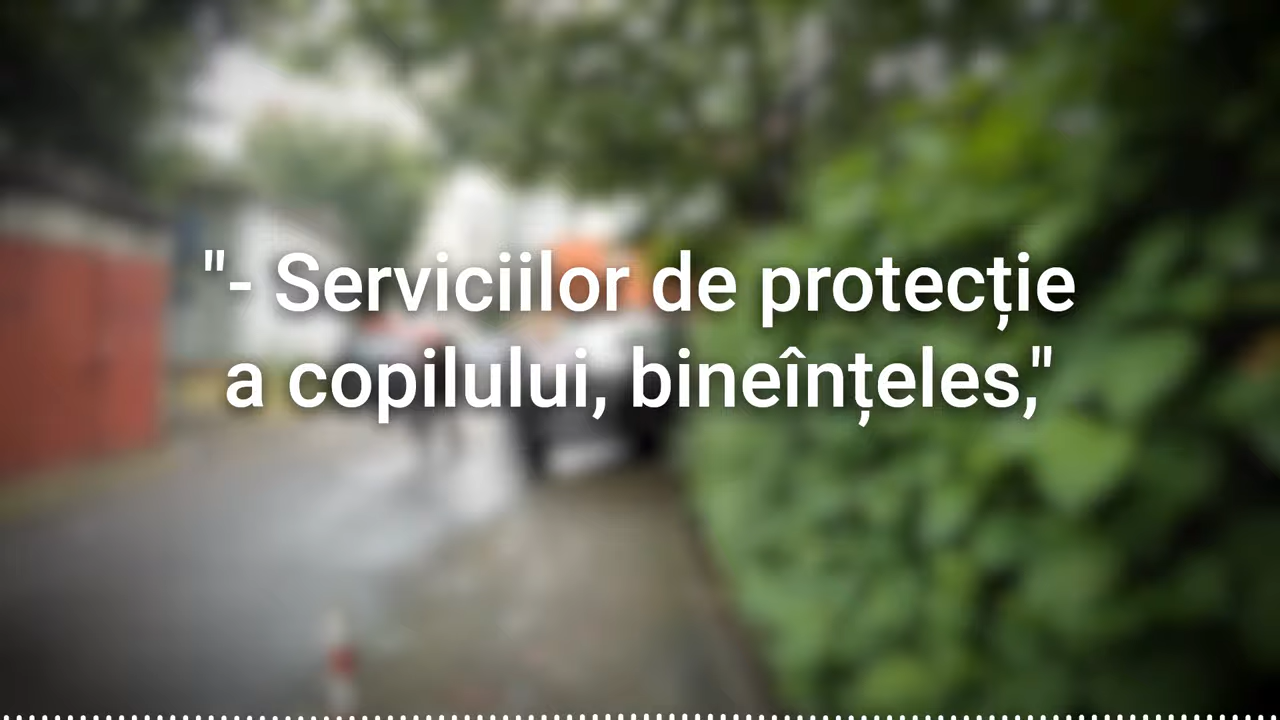 "- Serviciilor de protecție
a copilului, bineînțeles,"